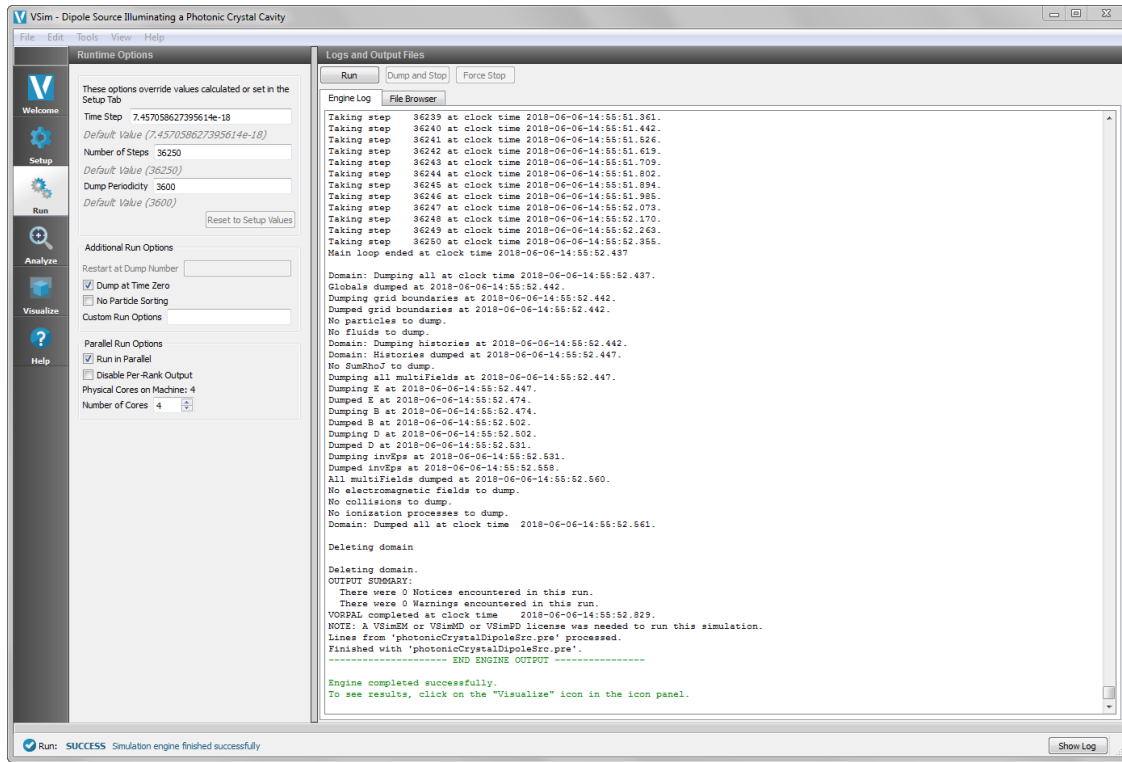 VSim - Dipole Source Illuminating a Photonic Crystal Cavity
File Edit Tools View Help
Runtime Options
These options override values calculated or set in the
Setup Tab
Time Step 7.457058627395614e-18
Default Value (7.457058627395614e-18)
Number of Steps 36250
Default Value (36250)
Dump Periodicity 3600
Default Value (3600)
Reset to Setup Values
Additional Run Options
Restart at Dump Number
Dump at Time Zero
No Particle Sorting
Custom Run Options
Parallel Run Options
Run in Parallel
Disable Per-Rank Output
Physical Cores on Machine: 4
Number of Cores 4
Welcome
Setup
Run
Analyze
Visualize
Help
Logs and Output Files
Run Dump and Stop Force Stop
Engine Log File Browser
Taking step 36239 at clock time 2018-06-06-14:55:51.361.
Taking step 36240 at clock time 2018-06-06-14:55:51.442.
Taking step 36241 at clock time 2018-06-06-14:55:51.526.
Taking step 36242 at clock time 2018-06-06-14:55:51.619.
Taking step 36243 at clock time 2018-06-06-14:55:51.709.
Taking step 36244 at clock time 2018-06-06-14:55:51.802.
Taking step 36245 at clock time 2018-06-06-14:55:51.894.
Taking step 36246 at clock time 2018-06-06-14:55:51.985.
Taking step 36247 at clock time 2018-06-06-14:55:52.073.
Taking step 36248 at clock time 2018-06-06-14:55:52.170.
Taking step 36249 at clock time 2018-06-06-14:55:52.263.
Taking step 36250 at clock time 2018-06-06-14:55:52.355.
Main loop ended at clock time 2018-06-06-14:55:52.437
Domain: Dumping all at clock time 2018-06-06-14:55:52.437.
Globals dumped at 2018-06-06-14:55:52.442.
Dumping grid boundaries at 2018-06-06-14:55:52.442.
Dumped grid boundaries at 2018-06-06-14:55:52.442.
No particles to dump.
No fluids to dump.
Domain: Dumping histories at 2018-06-06-14:55:52.442.
Domain: Histories dumped at 2018-06-06-14:55:52.447.
No SumRhoJ to dump.
Dumping all multiFields at 2018-06-06-14:55:52.447.
Dumping E at 2018-06-06-14:55:52.447.
Dumped E at 2018-06-06-14:55:52.474.
Dumping B at 2018-06-06-14:55:52.474.
Dumped B at 2018-06-06-14:55:52.502.
Dumping D at 2018-06-06-14:55:52.502.
Dumped D at 2018-06-06-14:55:52.531.
Dumping invEps at 2018-06-06-14:55:52.531.
Dumped invEps at 2018-06-06-14:55:52.558.
All multiFields dumped at 2018-06-06-14:55:52.560.
No electromagnetic fields to dump.
No collisions to dump.
No ionization processes to dump.
Domain: Dumped all at clock time 2018-06-06-14:55:52.561.
Deleting domain
Deleting domain.
OUTPUT SUMMARY:
There were 0 Notices encountered in this run.
There were 0 Warnings encountered in this run.
VORPAL completed at clock time 2018-06-06-14:55:52.829.
NOTE: A VSimEM or VSimMD or VSimPD license was needed to run this simulation.
Lines from 'photonicCrystalDipoleSrc.pre' processed.
Finished with 'photonicCrystalDipoleSrc.pre'.
--------------------- END ENGINE OUTPUT ----------------
Engine completed successfully.
To see results, click on the "Visualize" icon in the icon panel.
Run: SUCCESS Simulation engine finished successfully
Show Log